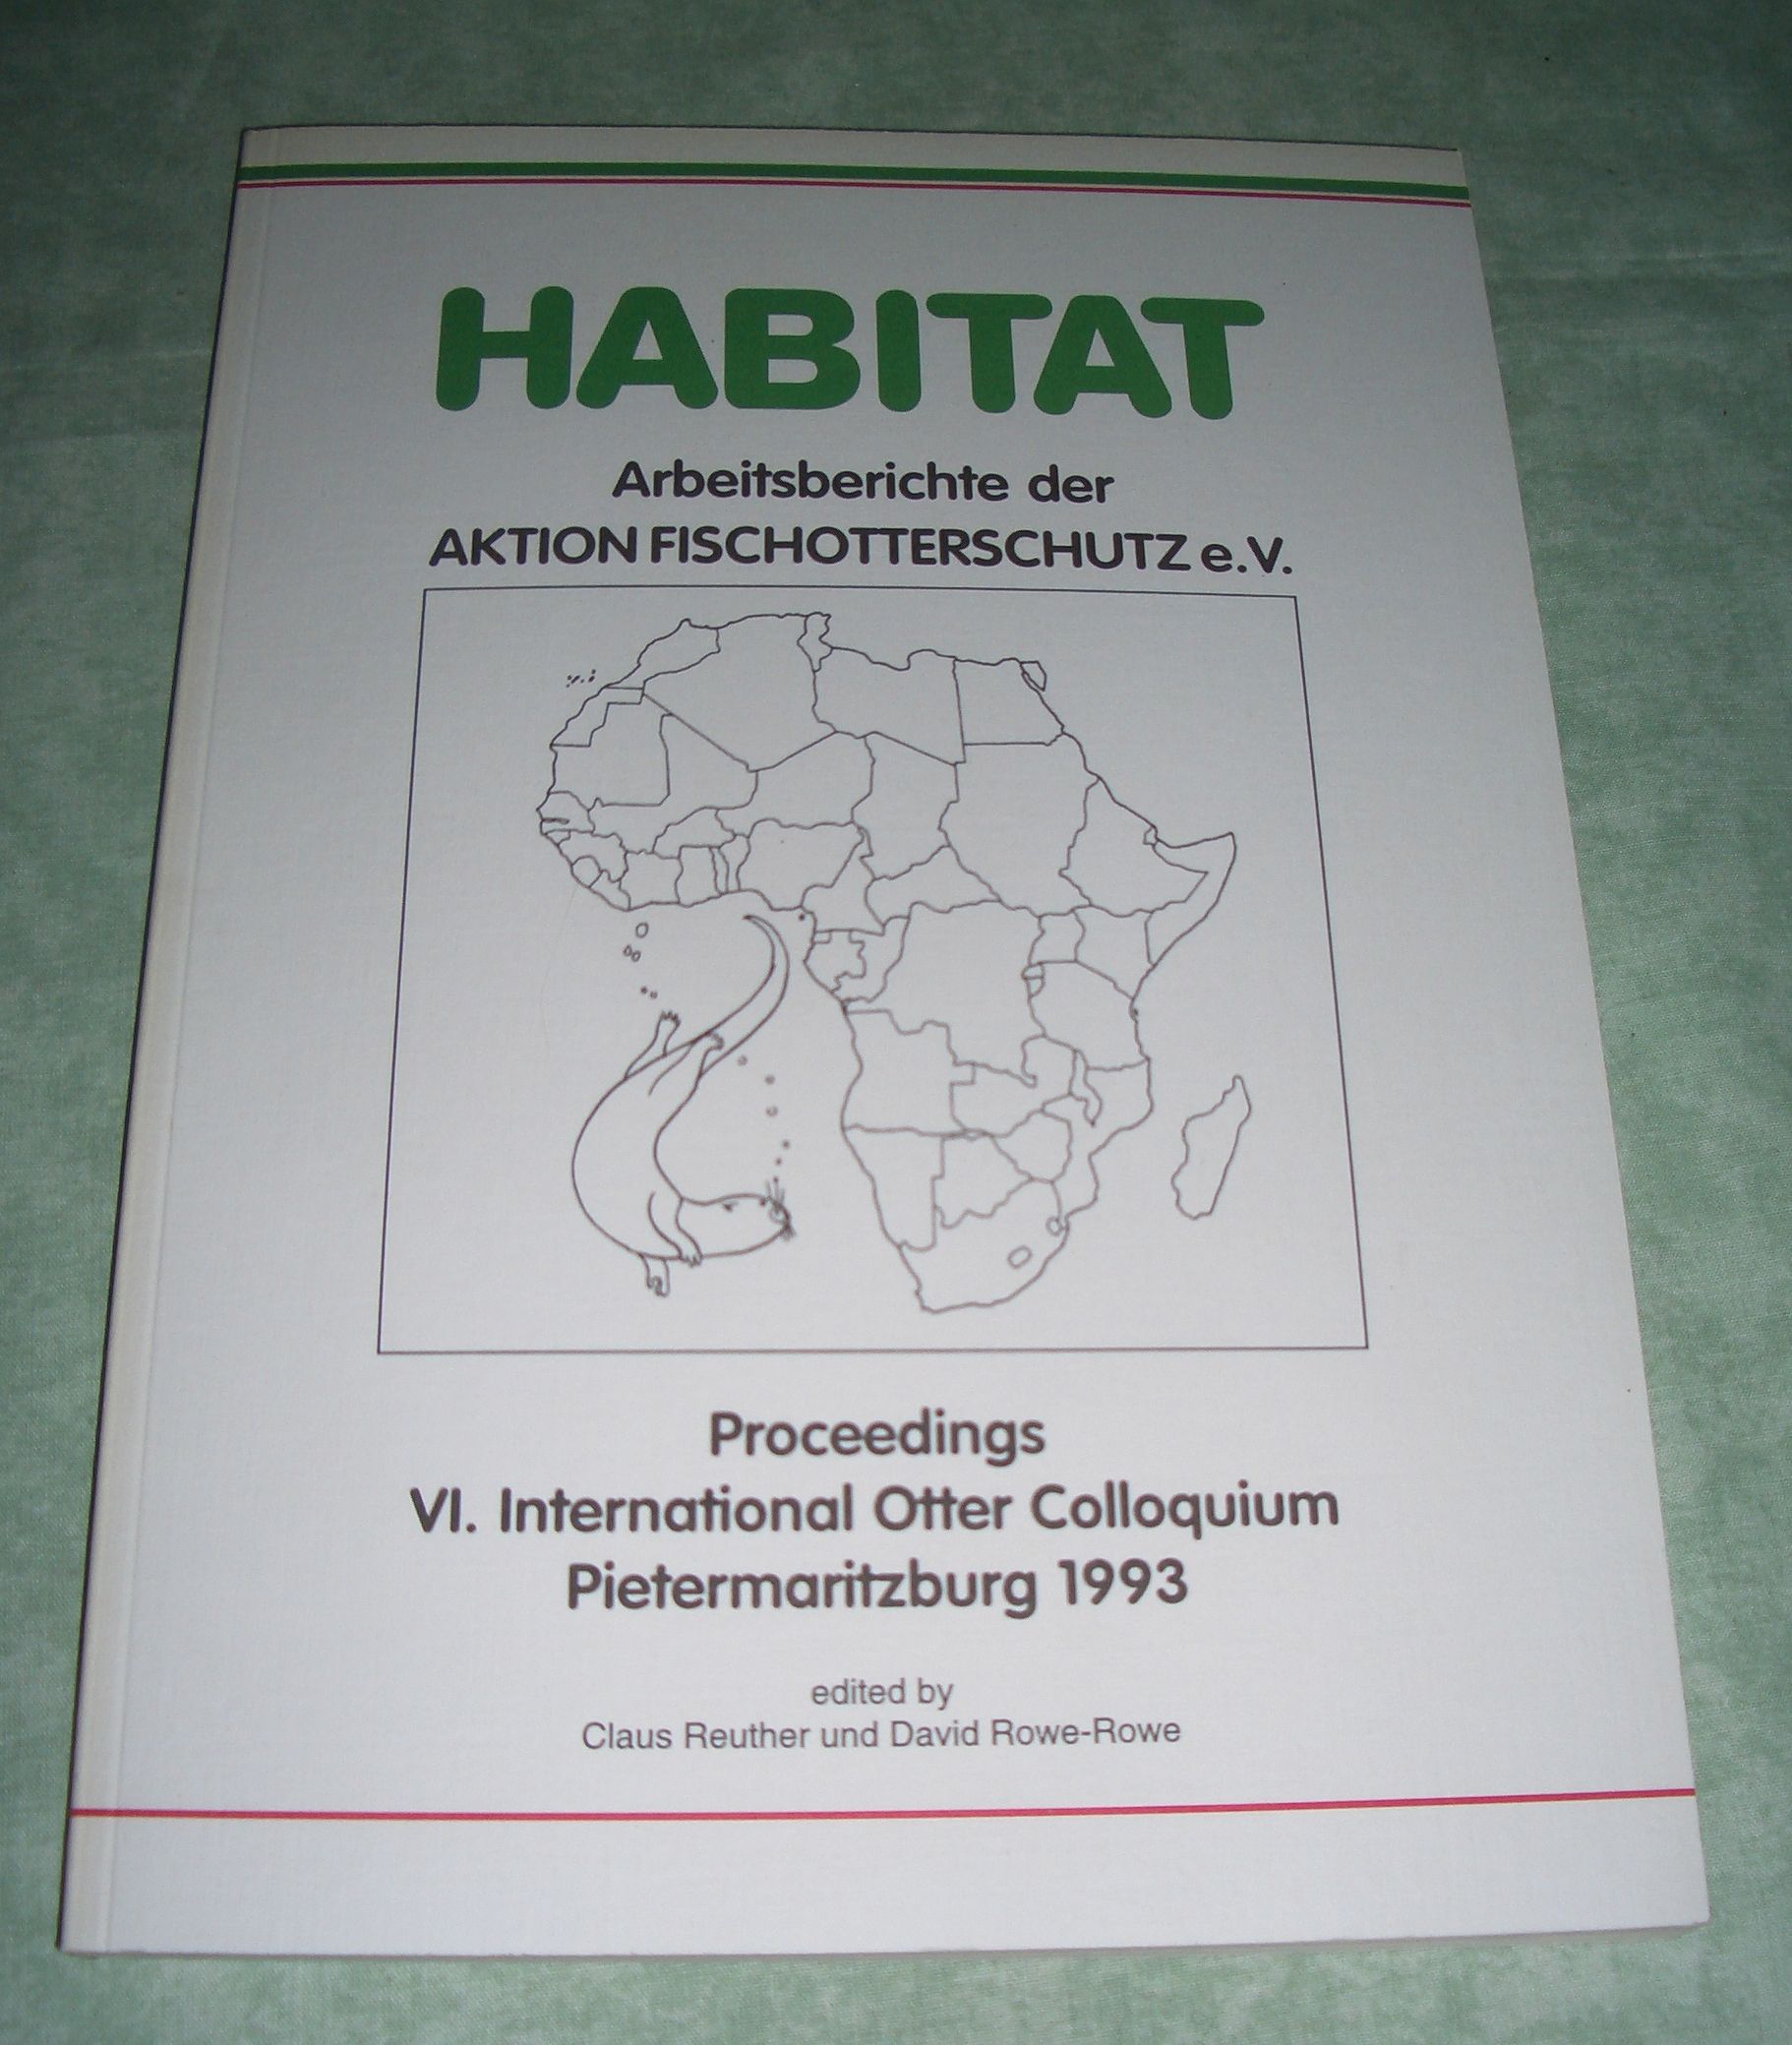 HABITAT
Arbeitsberichte der
AKTION FISCHOTTERSCHUTZ e.V.
Proceedings
VI. International Otter Colloquium
Pietermaritzburg 1993
edited by
Claus Reuther und David Rowe-Rowe